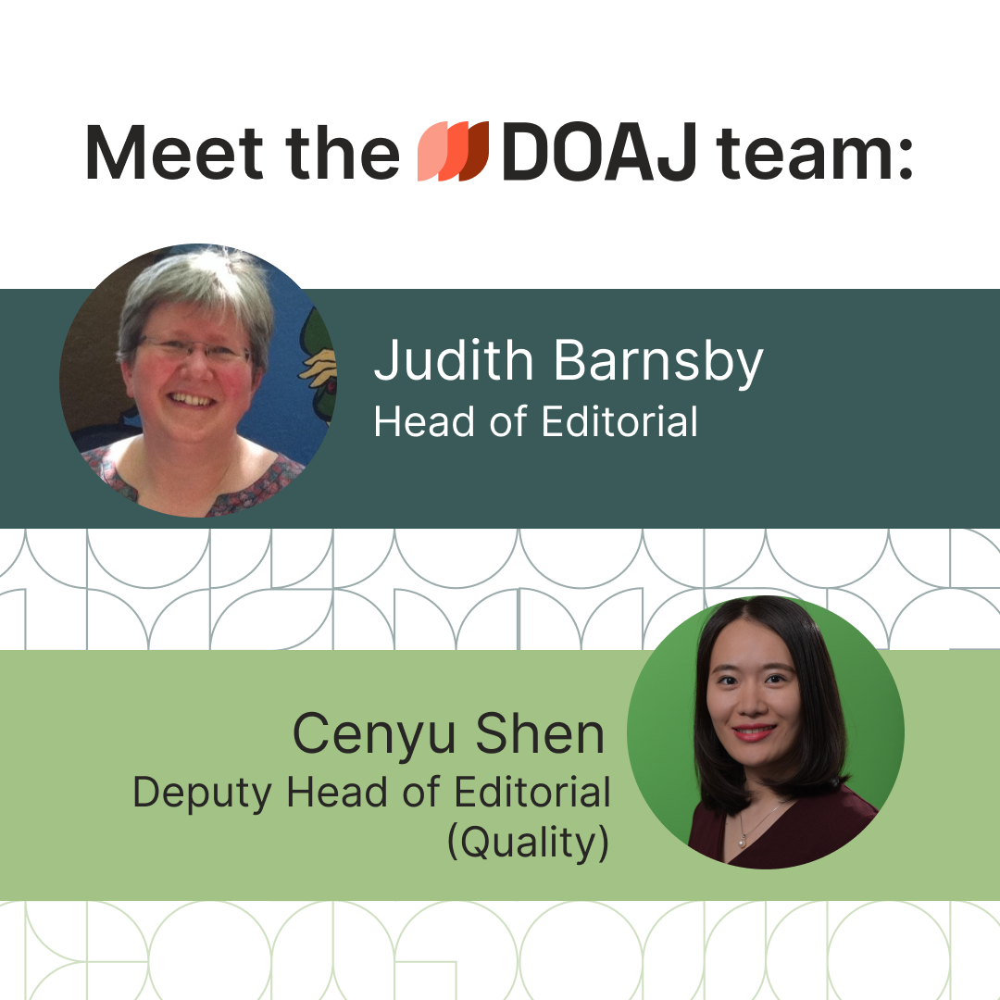 Meet the DOAJ team:
Judith Barnsby
Head of Editorial
Cenyu Shen
Deputy Head of Editorial
(Quality)